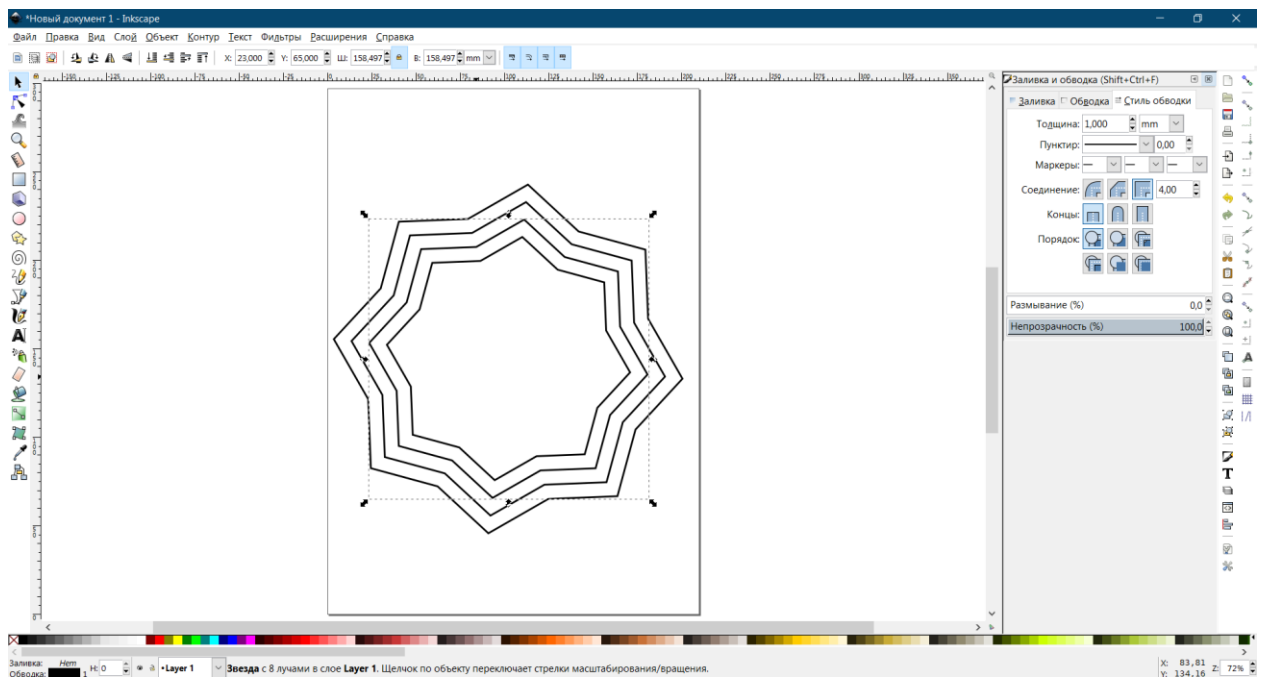 *Новый документ 1 - Inkscape
Файл Правка Вид Слой Объект Контур Текст Фильтры Расширения Справка
X: 23,000 Y: 65,000 Ш: 158,497 В: 158,497 mm
Заливка и обводка (Shift+Ctrl+F)
Заливка Обводка Стиль обводки
Толщина: 1,000 mm
Пунктир: 0,00
Маркеры:
Соединение: 4,00
Концы:
Порядок:
Размывание (%) 0,0
Непрозрачность (%) 100,0
Заливка: Нет
Обводка: 1
Н: 0
•Layer 1
Звезда с 8 лучами в слое Layer 1. Щелчок по объекту переключает стрелки масштабирования/вращения.
X: 83,81
Y: 134,16
Z: 72%